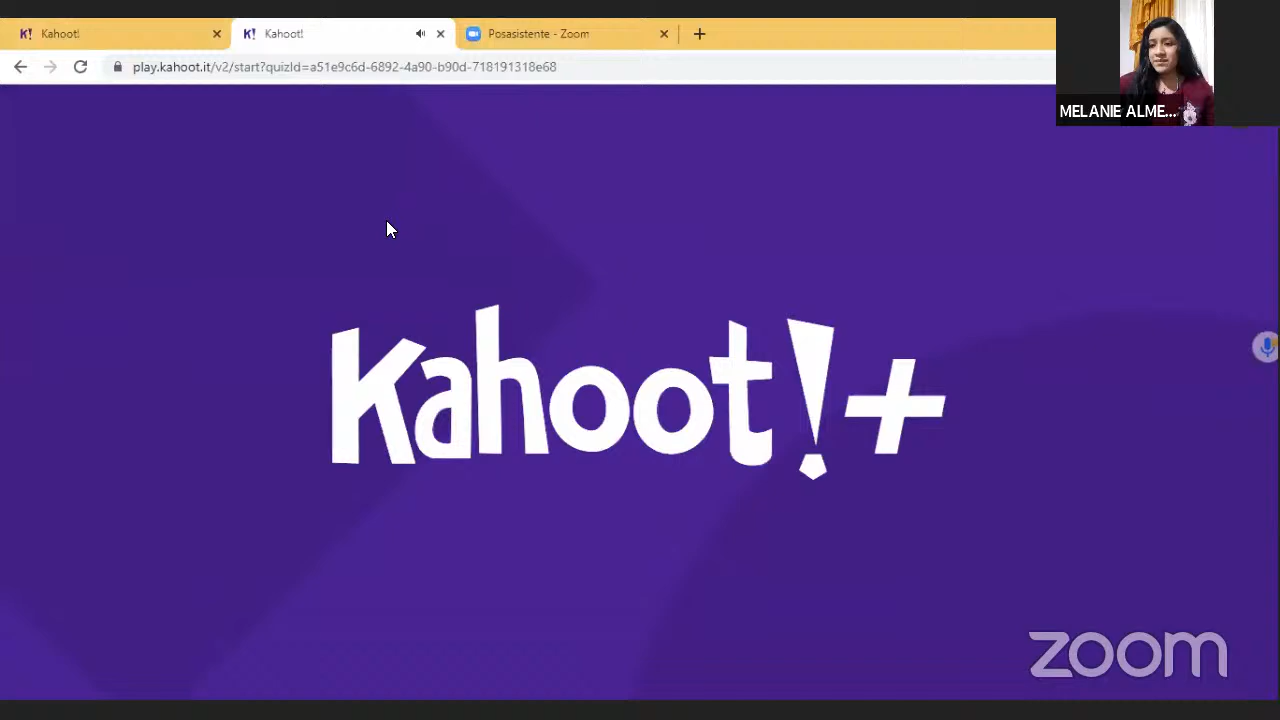 Kahoot!
Kahoot!
Posasistente - Zoom
play.kahoot.it/v2/start?quizId=a51e9c6d-6892-4a90-b90d-718191318e68
MELANIE ALME...
Kahoot!+
zoom